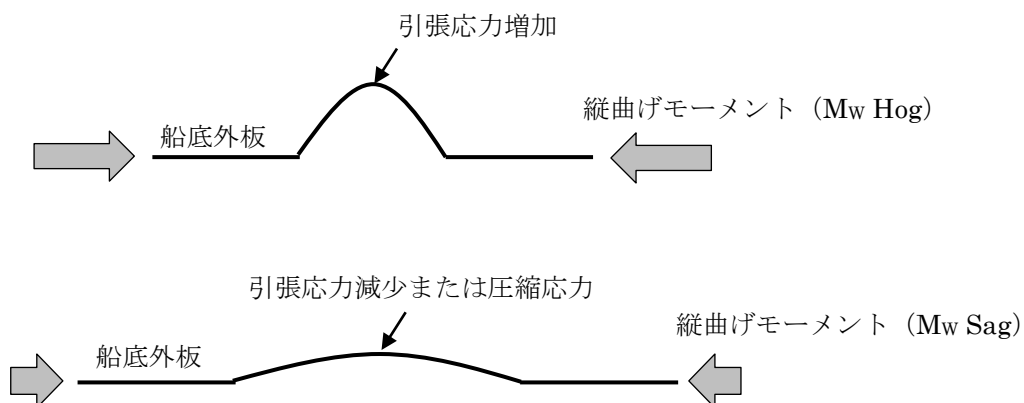 引張応力増加
縦曲げモーメント（Mw Hog）
船底外板
引張応力減少または圧縮応力
縦曲げモーメント（Mw Sag）
船底外板